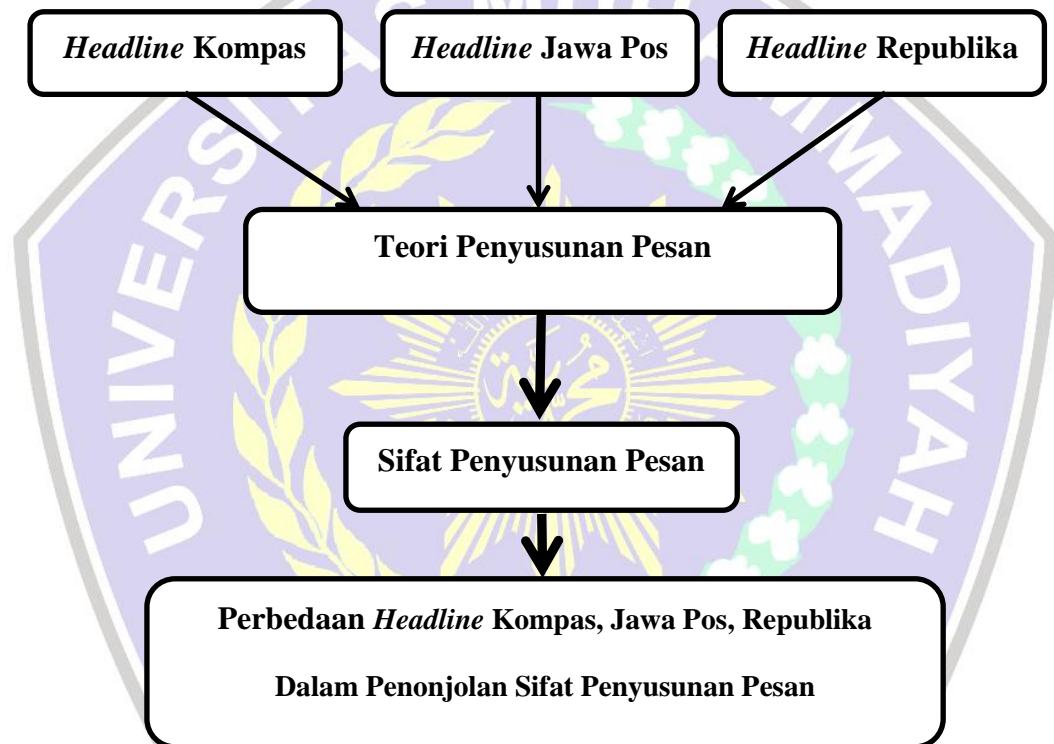 Headline Kompas
Headline Jawa Pos
Headline Republika
Teori Penyusunan Pesan
Sifat Penyusunan Pesan
Perbedaan Headline Kompas, Jawa Pos, Republika
Dalam Penonjolan Sifat Penyusunan Pesan